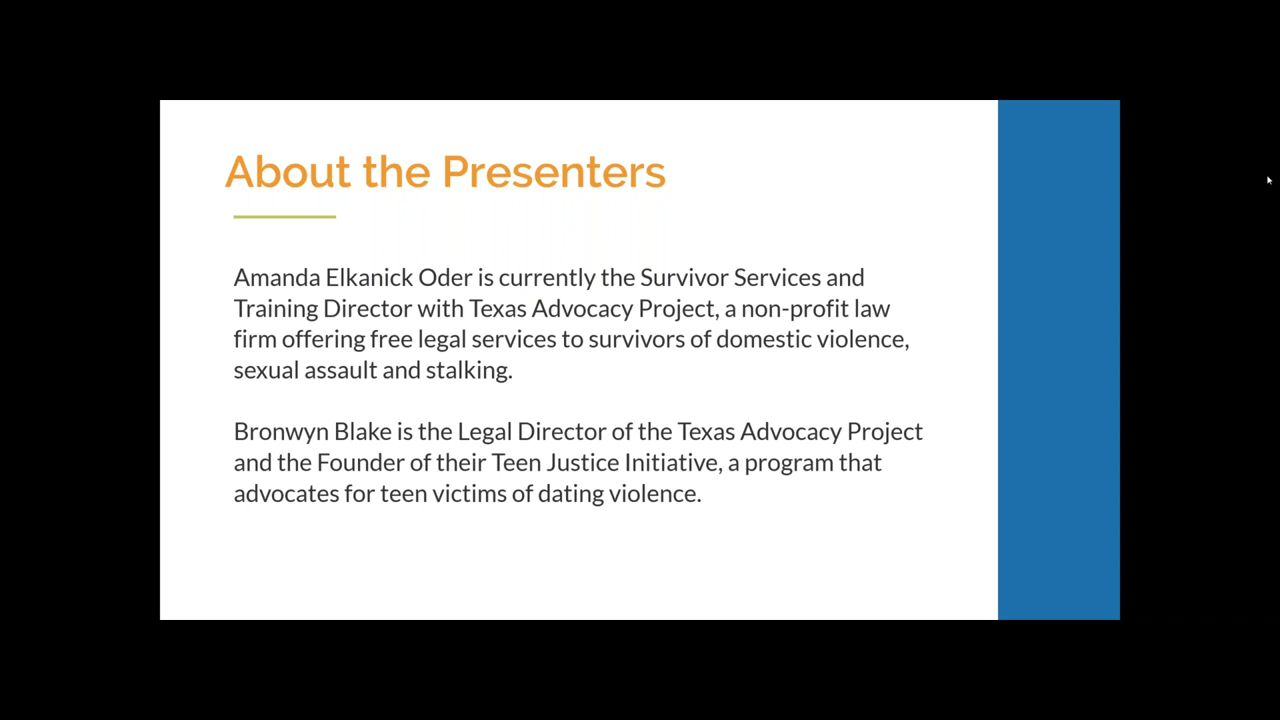 About the Presenters
Amanda Elkanick Oder is currently the Survivor Services and
Training Director with Texas Advocacy Project, a non-profit law
firm offering free legal services to survivors of domestic violence,
sexual assault and stalking.
Bronwyn Blake is the Legal Director of the Texas Advocacy Project
and the Founder of their Teen Justice Initiative, a program that
advocates for teen victims of dating violence.